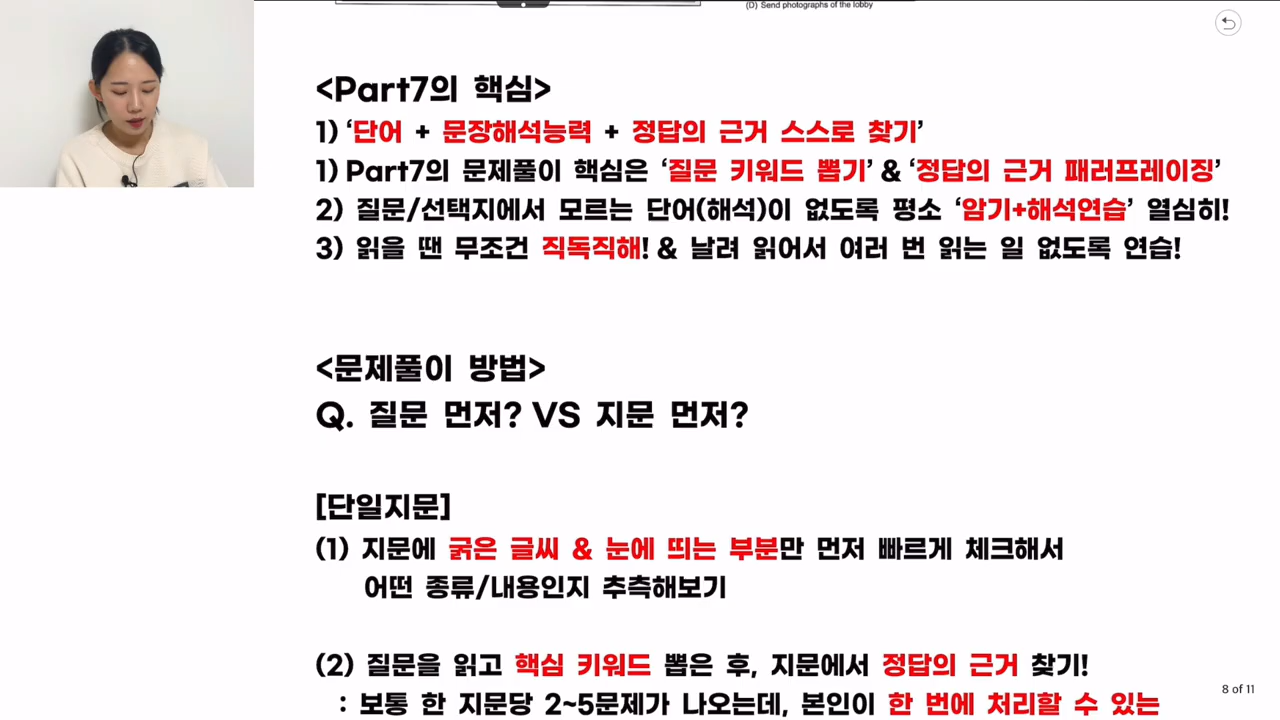 (D) Send photographs of the lobby
<Part7의 핵심>
1) ‘단어 + 문장해석능력 + 정답의 근거 스스로 찾기’
1) Part7의 문제풀이 핵심은 ‘질문 키워드 뽑기’ & ‘정답의 근거 패러프레이징’
2) 질문/선택지에서 모르는 단어(해석)이 없도록 평소 ‘암기+해석연습’ 열심히!
3) 읽을 땐 무조건 직독직해! & 날려 읽어서 여러 번 읽는 일 없도록 연습!
<문제풀이 방법>
Q. 질문 먼저? VS 지문 먼저?
[단일지문]
(1) 지문에 굵은 글씨 & 눈에 띄는 부분만 먼저 빠르게 체크해서
어떤 종류/내용인지 추측해보기
(2) 질문을 읽고 핵심 키워드 뽑은 후, 지문에서 정답의 근거 찾기!
: 보통 한 지문당 2~5문제가 나오는데, 본인이 한 번에 처리할 수 있는
8 of 11